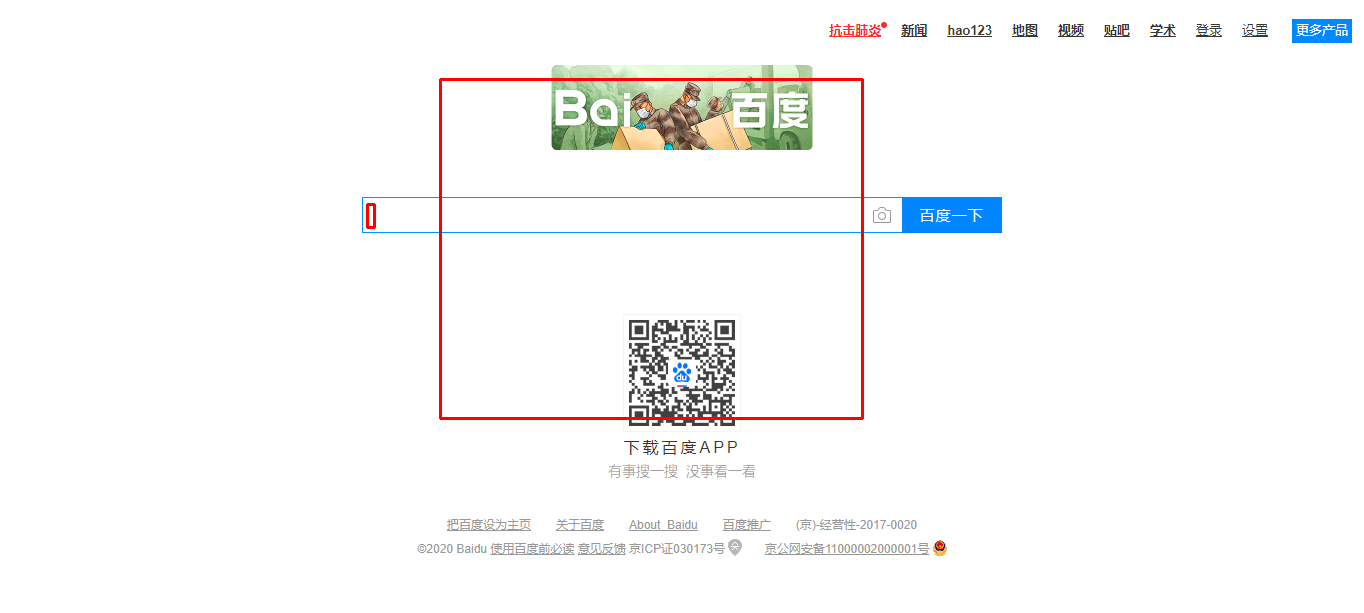 抗击肺炎 新闻 hao123 地图 视频 贴吧 学术 登录 设置 更多产品
Bai 百度
百度一下
du
下载百度APP
有事搜一搜 没事看一看
把百度设为主页 关于百度 About Baidu 百度推广 (京)-经营性-2017-0020
©2020 Baidu 使用百度前必读 意见反馈 京ICP证030173号 京公网安备11000002000001号